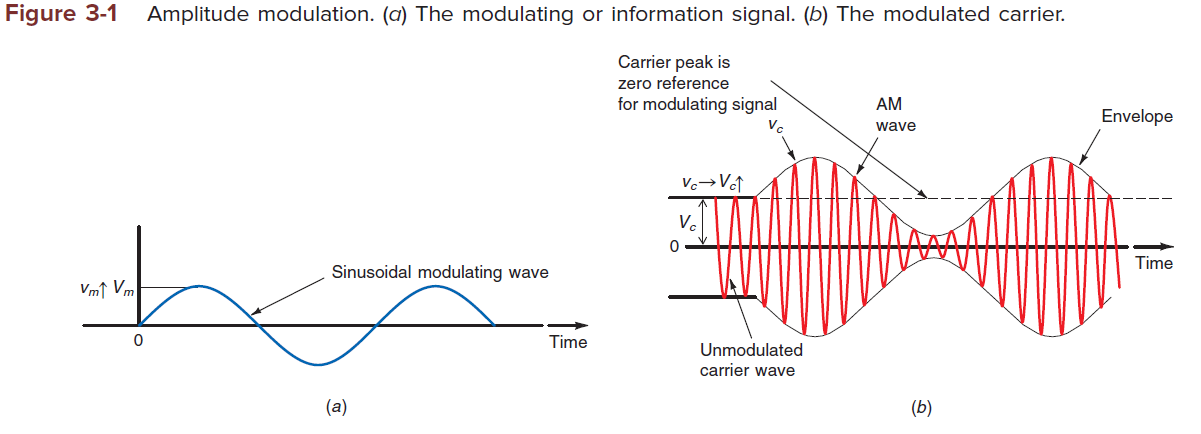 Figure 3-1 Amplitude modulation. (a) The modulating or information signal. (b) The modulated carrier.
vm↑ Vm
0
Sinusoidal modulating wave
Time
(a)
Carrier peak is
zero reference
for modulating signal
vc
AM
wave
Envelope
vc→Vc↑
Vc
0
Time
Unmodulated
carrier wave
(b)